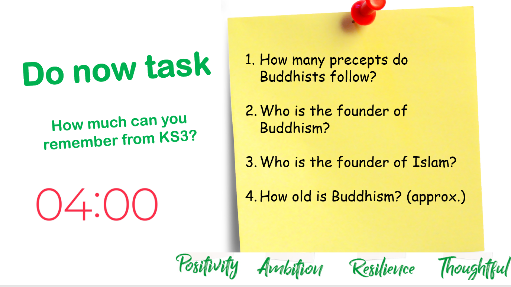 Do now task
How much can you
remember from KS3?
04:00
1. How many precepts do
Buddhists follow?
2. Who is the founder of
Buddhism?
3. Who is the founder of Islam?
4. How old is Buddhism? (approx.)
Positivity Ambition Resilience Thoughtful